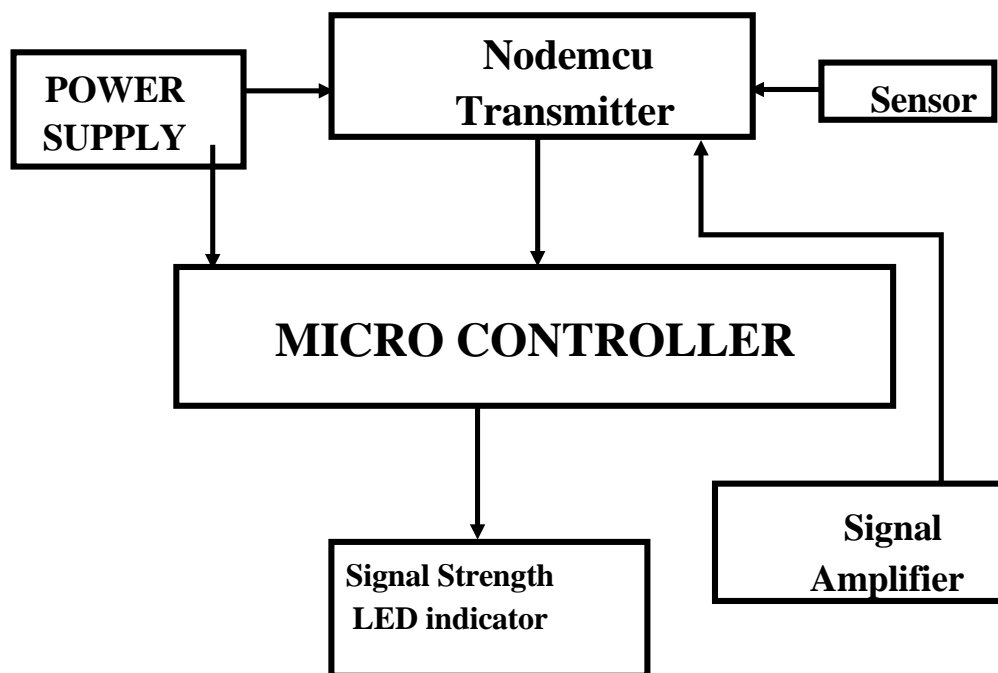 Nodemcu
Transmitter
POWER
SUPPLY
Sensor
MICRO CONTROLLER
Signal
Amplifier
Signal Strength
LED indicator